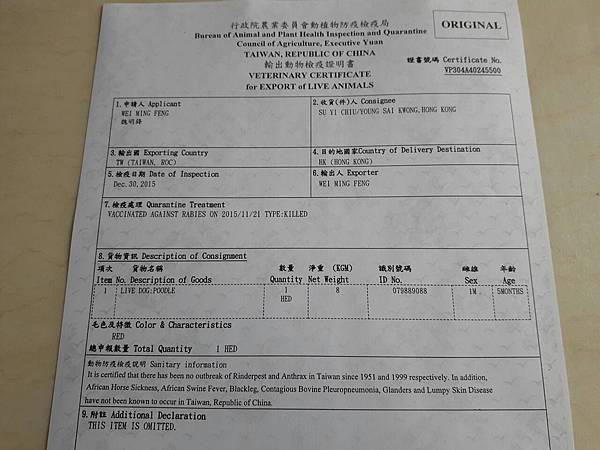 行政院農業委員會動植物防疫檢疫局
Bureau of Animal and Plant Health Inspection and Quarantine
Council of Agriculture, Executive Yuan
TAIWAN, REPUBLIC OF CHINA
輸出動物檢疫證明書
VETERINARY CERTIFICATE
for EXPORT of LIVE ANIMALS
ORIGINAL
證書號碼 Certificate No.
VP304A40245500
1.申請人 Applicant
WEI MING FENG
魏明鋒
2.收貨(件)人 Consignee
SU YI CHIU/YOUNG SAI KWONG,HONG KONG
3.輸出國 Exporting Country
TW (TAIWAN, ROC)
4.目的地國家Country of Delivery Destination
HK (HONG KONG)
5.檢疫日期 Date of Inspection
Dec. 30, 2015
6.輸出人 Exporter
WEI MING FENG
7.檢疫處理 Quarantine Treatment
VACCINATED AGAINST RABIES ON 2015/11/21 TYPE:KILLED
8.貨物資訊 Description of Consignment
項次 貨物名稱 數量 淨重 (KGM) 識別號碼 雌雄 年齡
Item No. Description of Goods Quantity Net Weight ID No. Sex Age
1 LIVE DOG:POODLE 1 8 079889088 1M 5MONTHS
HED
毛色及特徵 Color & Characteristics
RED
總申報數量 Total Quantity 1 HED
動物防疫檢疫說明 Sanitary information
It is certified that there has been no outbreak of Rinderpest and Anthrax in Taiwan since 1951 and 1999 respectively. In addition,
African Horse Sickness, African Swine Fever, Blackleg, Contagious Bovine Pleuropneumonia, Glanders and Lumpy Skin Disease
have not been known to occur in Taiwan, Republic of China.
9.附註 Additional Declaration
THIS ITEM IS OMITTED.